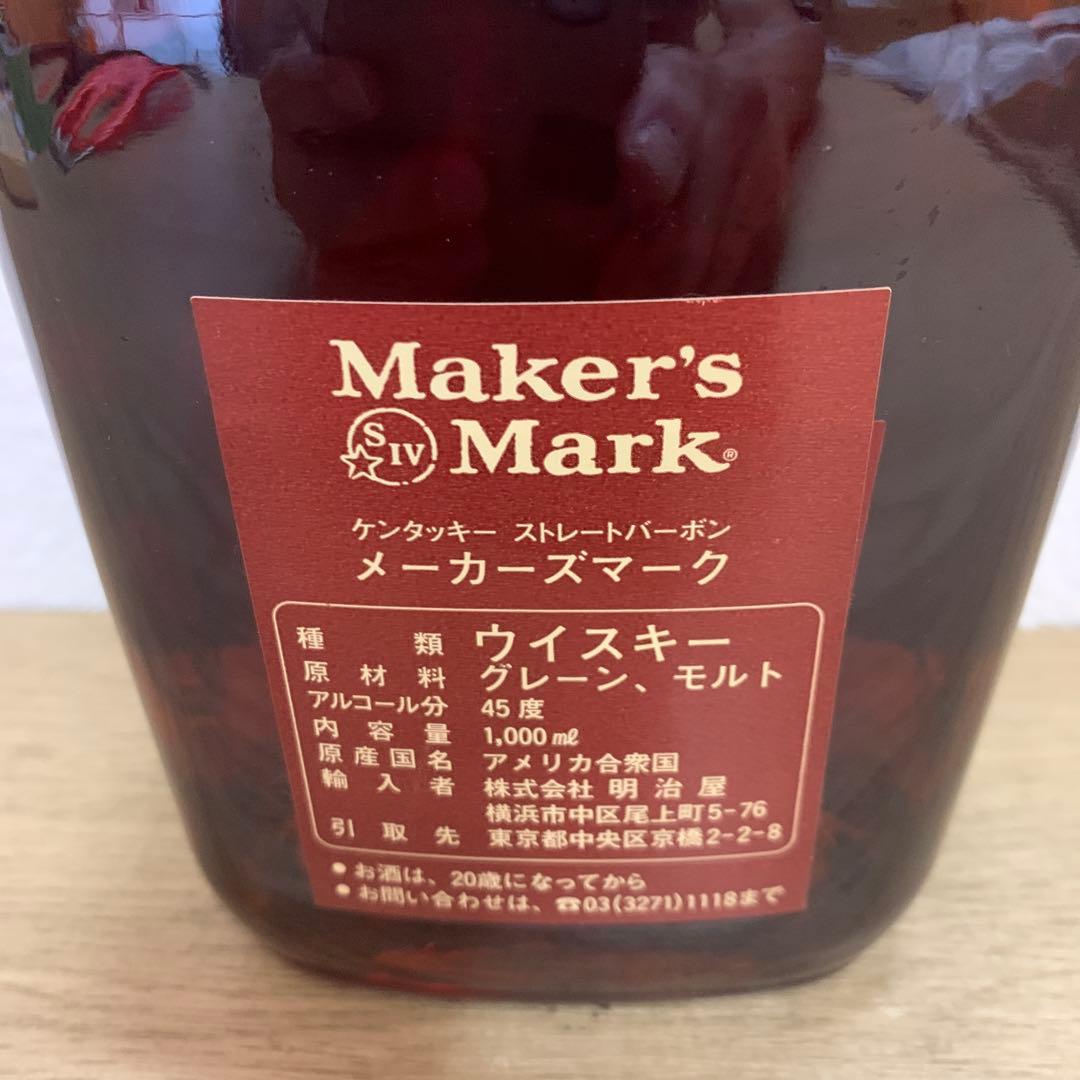 Maker's
S IV Mark®
ケンタッキー ストレートバーボン
メーカーズマーク
種類 ウイスキー
原材料 グレーン、モルト
アルコール分 45度
内容量 1,000㎖
原産国名 アメリカ合衆国
輸入者 株式会社 明治屋
横浜市中区尾上町5-76
引取先 東京都中央区京橋2-2-8
●お酒は、20歳になってから
●お問い合わせは、☎03(3271)1118まで